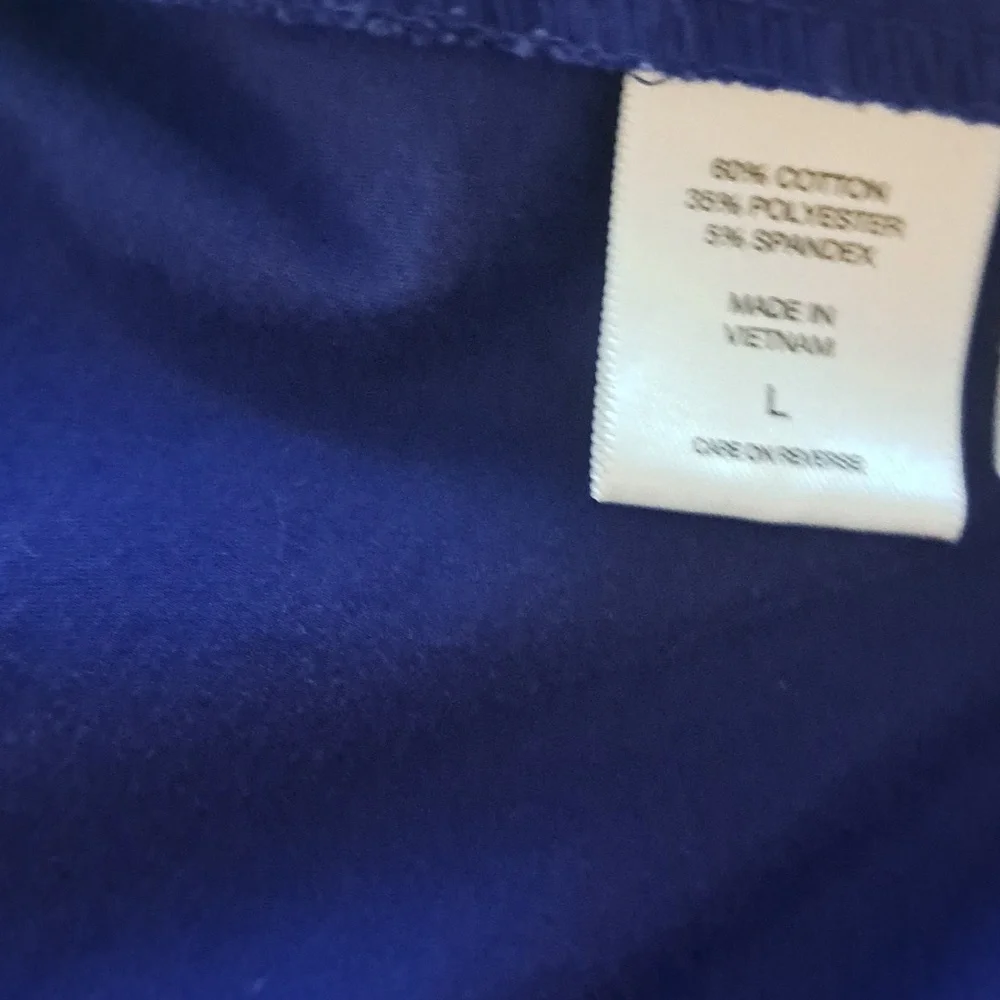 60% COTTON
35% POLYESTER
5% SPANDEX
MADE IN
VIETNAM
L
CARE ON REVERSE